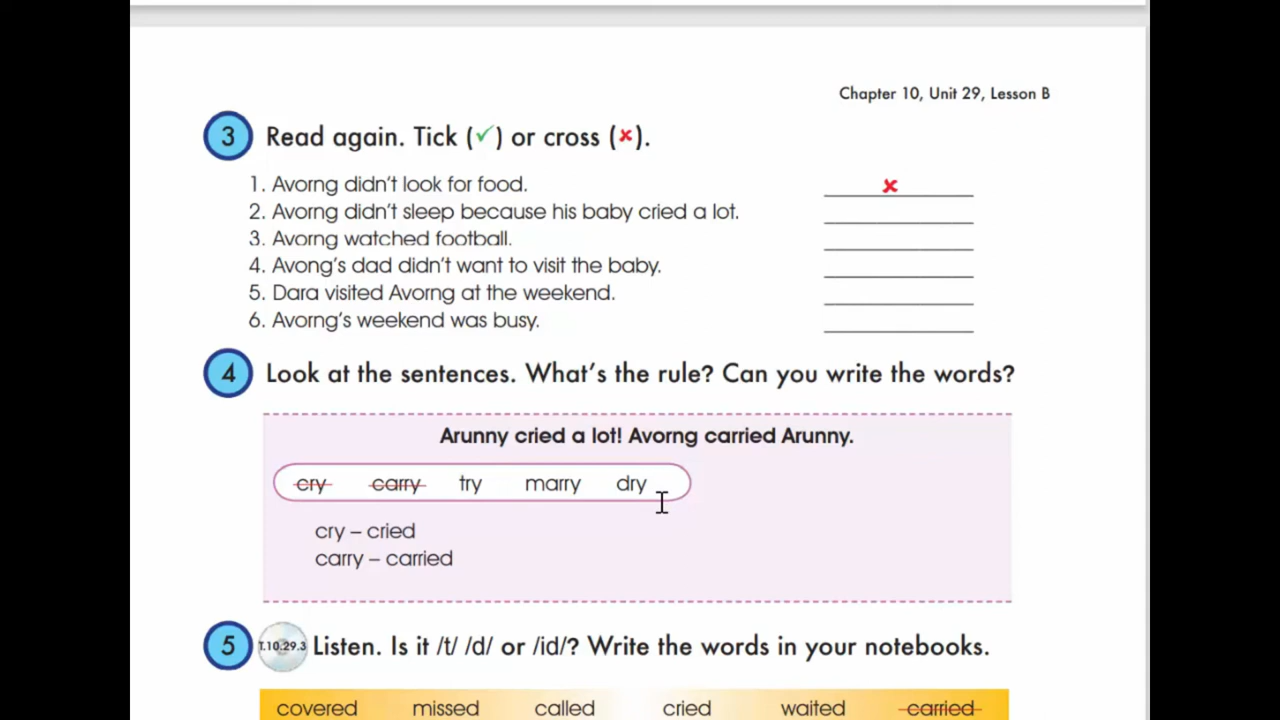 Chapter 10, Unit 29, Lesson B
3 Read again. Tick (✓) or cross (✘).
1. Avorng didn't look for food. ✘
2. Avorng didn't sleep because his baby cried a lot.
3. Avorng watched football.
4. Avong's dad didn't want to visit the baby.
5. Dara visited Avorng at the weekend.
6. Avorng's weekend was busy.
4 Look at the sentences. What's the rule? Can you write the words?
Arunny cried a lot! Avorng carried Arunny.
cry carry try marry dry
cry – cried
carry – carried
5 T.10.29.3 Listen. Is it /t/ /d/ or /id/? Write the words in your notebooks.
covered missed called cried waited carried